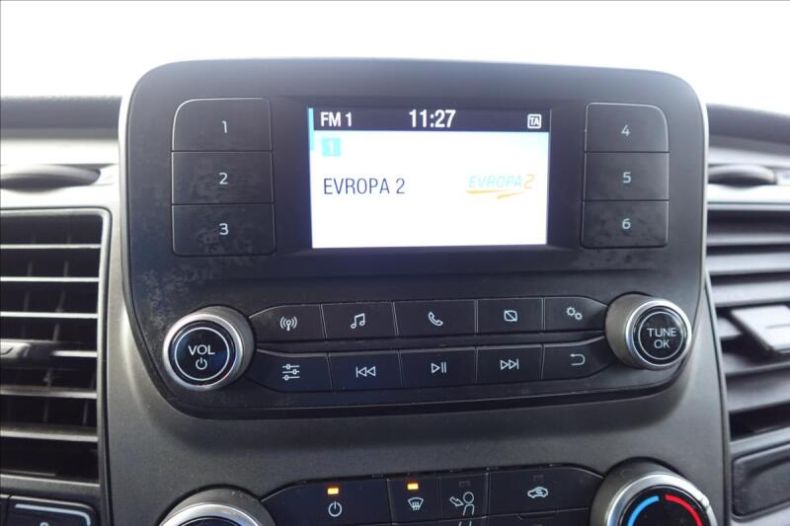 FM 1 11:27 TA
1
EVROPA 2 EVROPA 2
1 4
2 5
3 6
VOL TUNE
OK